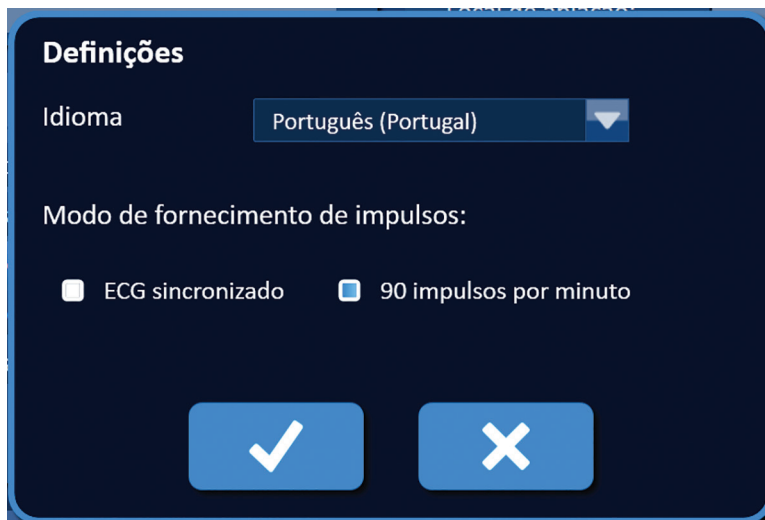 Definições
Idioma
Português (Portugal)
Modo de fornecimento de impulsos:
ECG sincronizado
90 impulsos por minuto